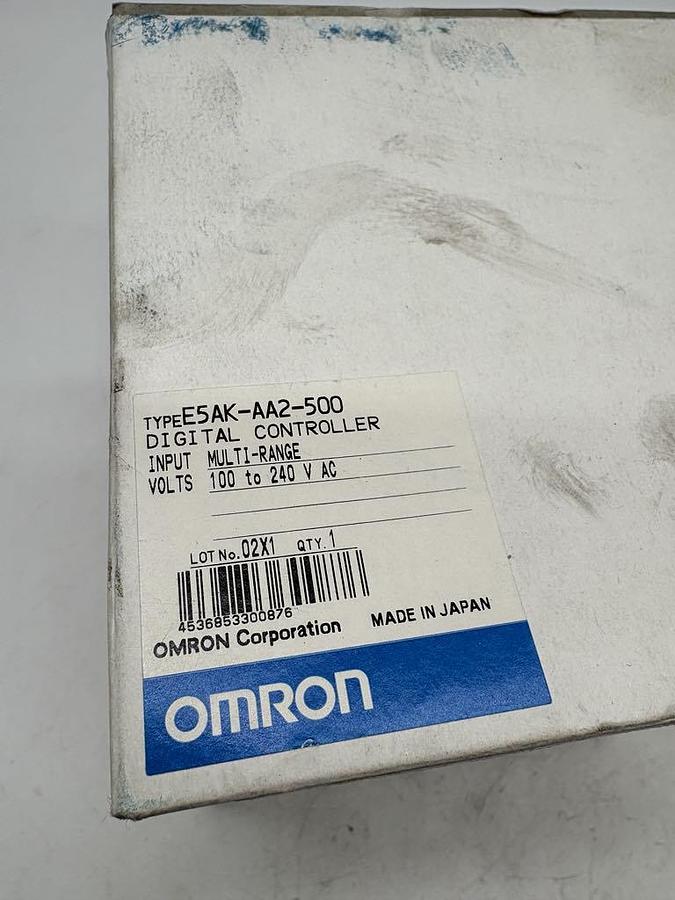 TYPE E5AK-AA2-500
DIGITAL CONTROLLER
INPUT MULTI-RANGE
VOLTS 100 to 240 V AC
LOT No. 02X1 QTY. 1
4536853300876
OMRON Corporation MADE IN JAPAN
OMRON